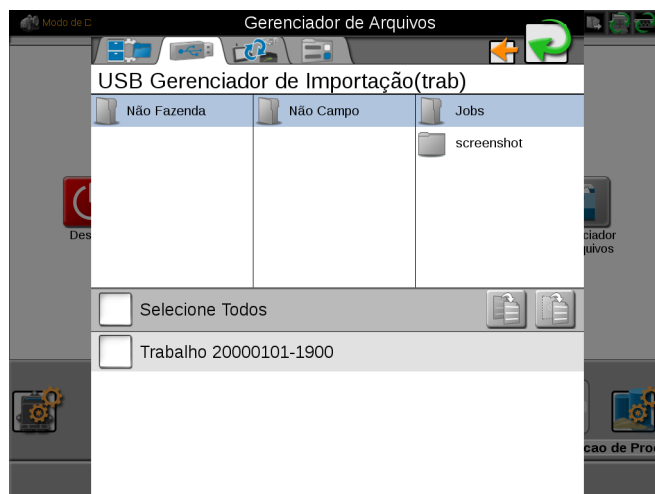 Modo de D
Gerenciador de Arquivos
USB Gerenciador de Importação(trab)
Não Fazenda
Não Campo
Jobs
screenshot
Des
ciador
quivos
Selecione Todos
Trabalho 20000101-1900
cao de Pro